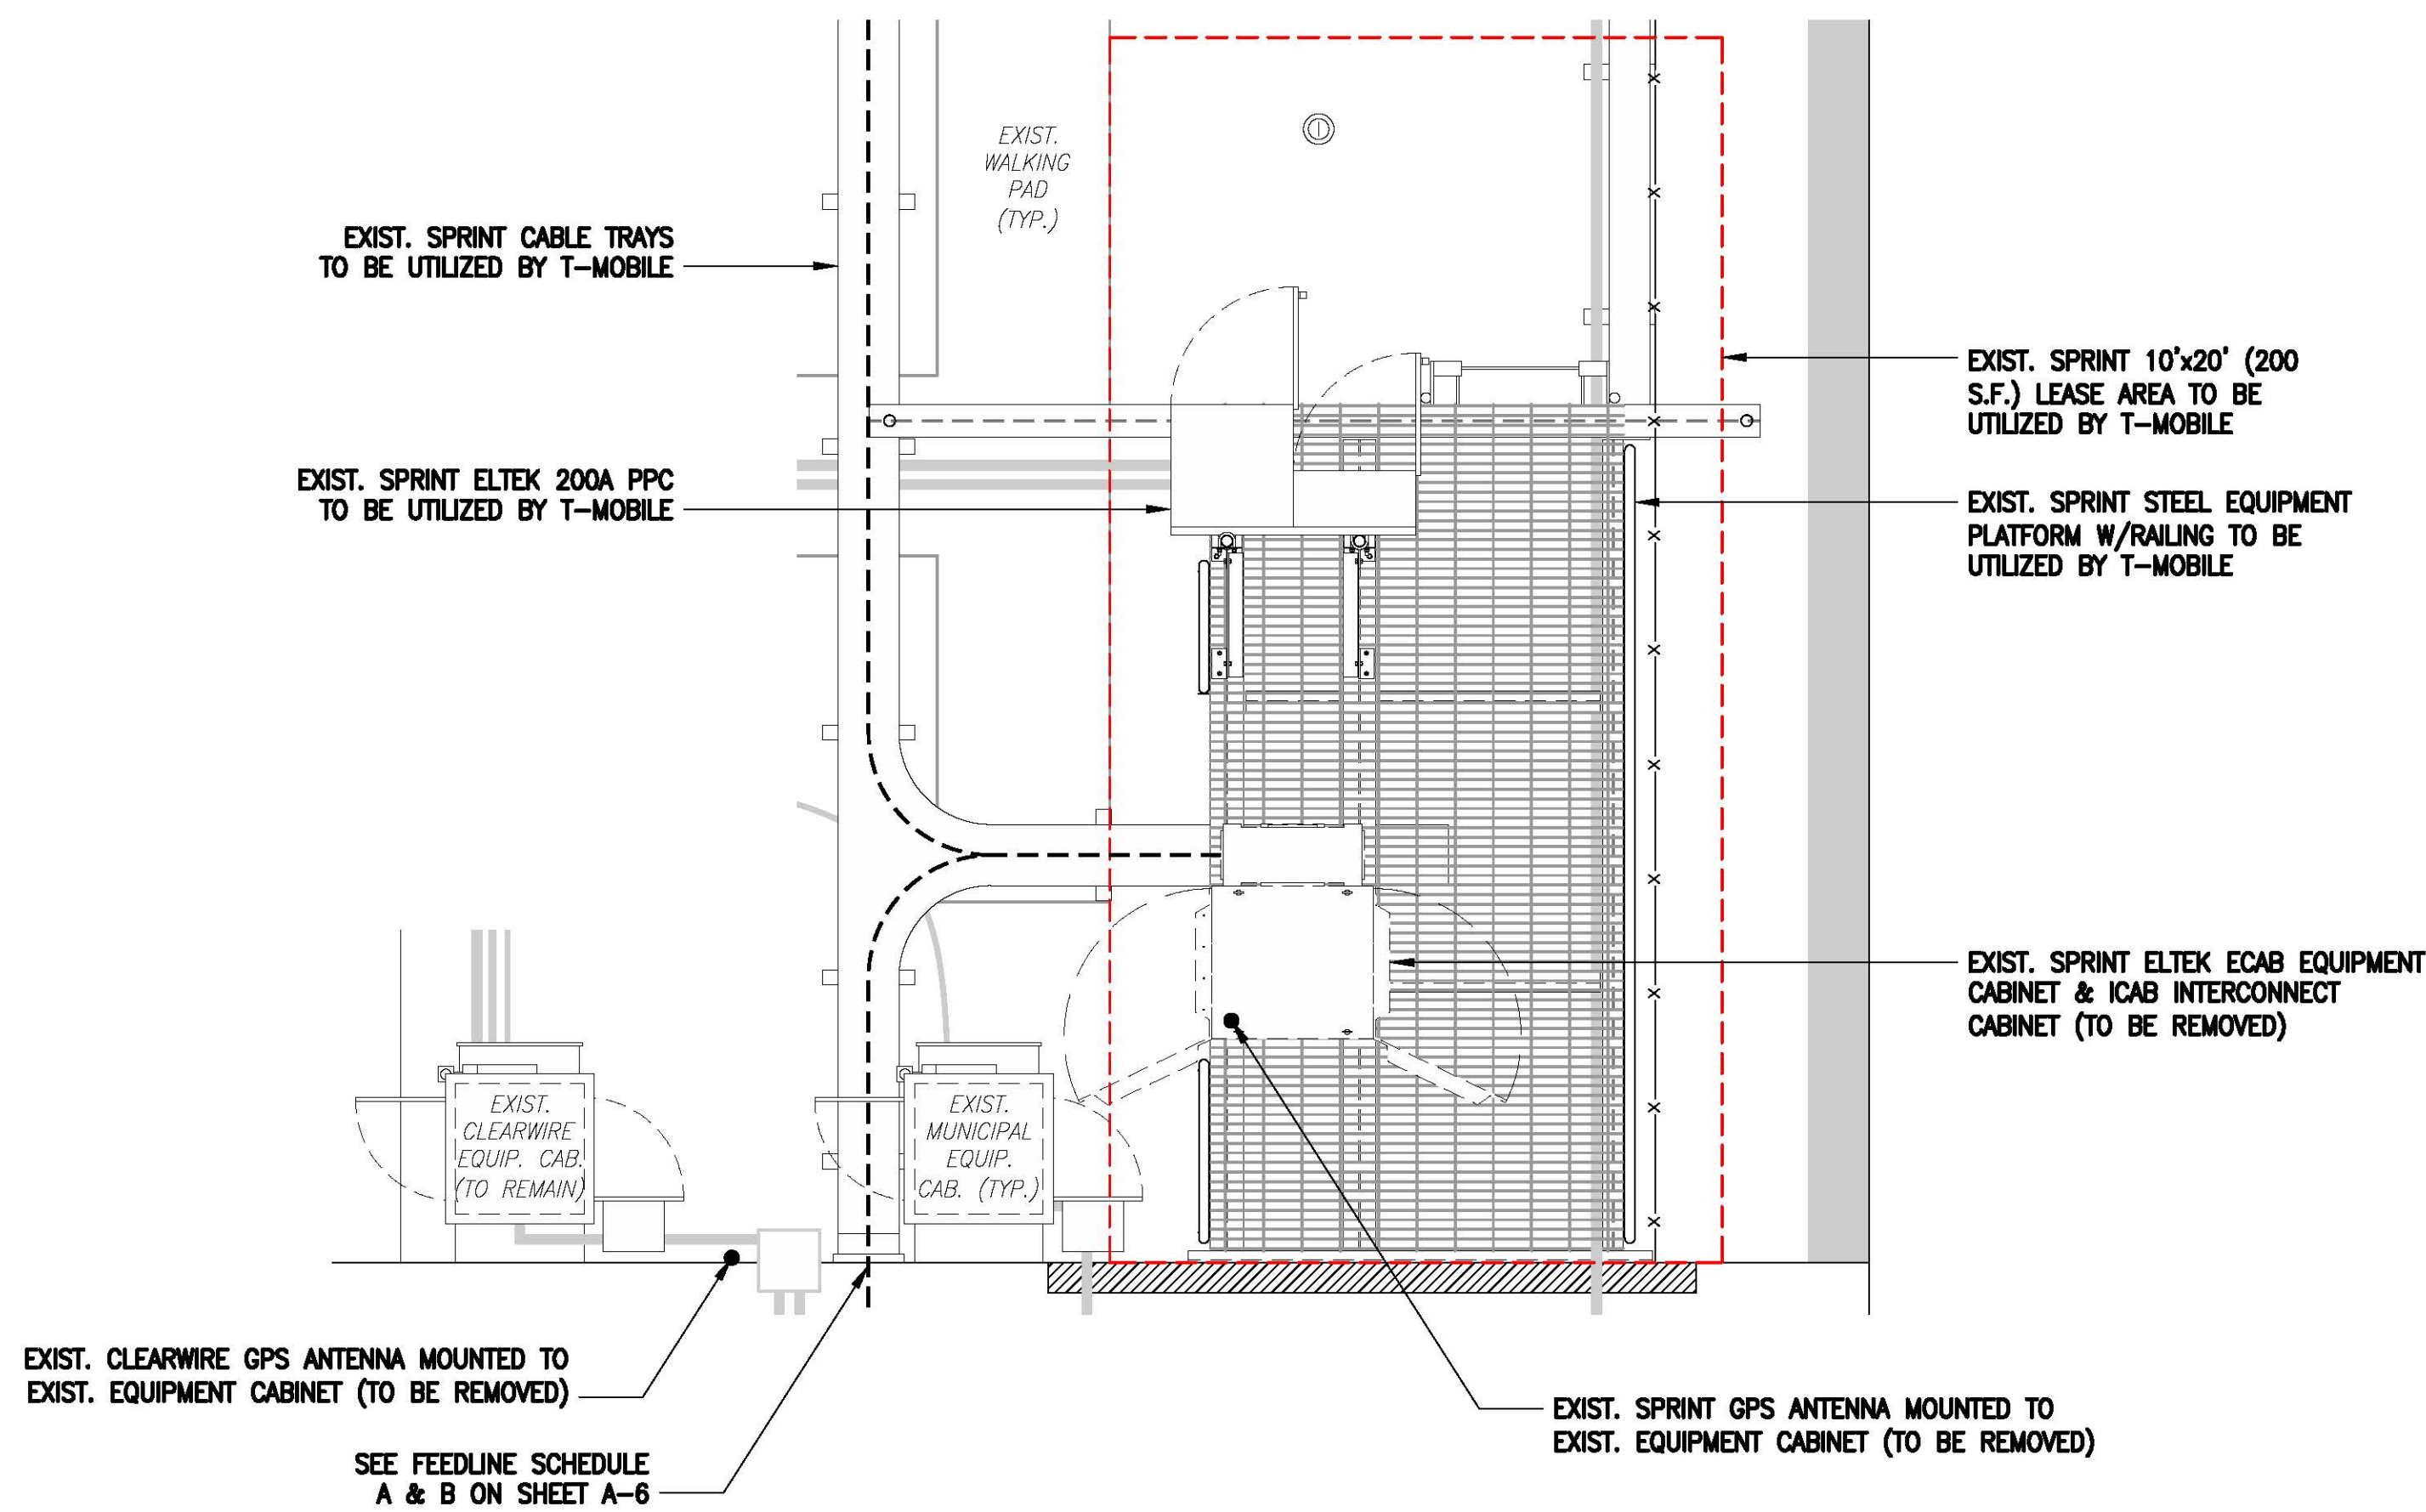 EXIST.
WALKING
PAD
(TYP.)
EXIST. SPRINT CABLE TRAYS
TO BE UTILIZED BY T-MOBILE
EXIST. SPRINT 10'x20' (200
S.F.) LEASE AREA TO BE
UTILIZED BY T-MOBILE
EXIST. SPRINT ELTEK 200A PPC
TO BE UTILIZED BY T-MOBILE
EXIST. SPRINT STEEL EQUIPMENT
PLATFORM W/RAILING TO BE
UTILIZED BY T-MOBILE
EXIST. SPRINT ELTEK ECAB EQUIPMENT
CABINET & ICAB INTERCONNECT
CABINET (TO BE REMOVED)
EXIST.
CLEARWIRE
EQUIP. CAB.
(TO REMAIN)
EXIST.
MUNICIPAL
EQUIP.
CAB. (TYP.)
EXIST. CLEARWIRE GPS ANTENNA MOUNTED TO
EXIST. EQUIPMENT CABINET (TO BE REMOVED)
EXIST. SPRINT GPS ANTENNA MOUNTED TO
EXIST. EQUIPMENT CABINET (TO BE REMOVED)
SEE FEEDLINE SCHEDULE
A & B ON SHEET A-6